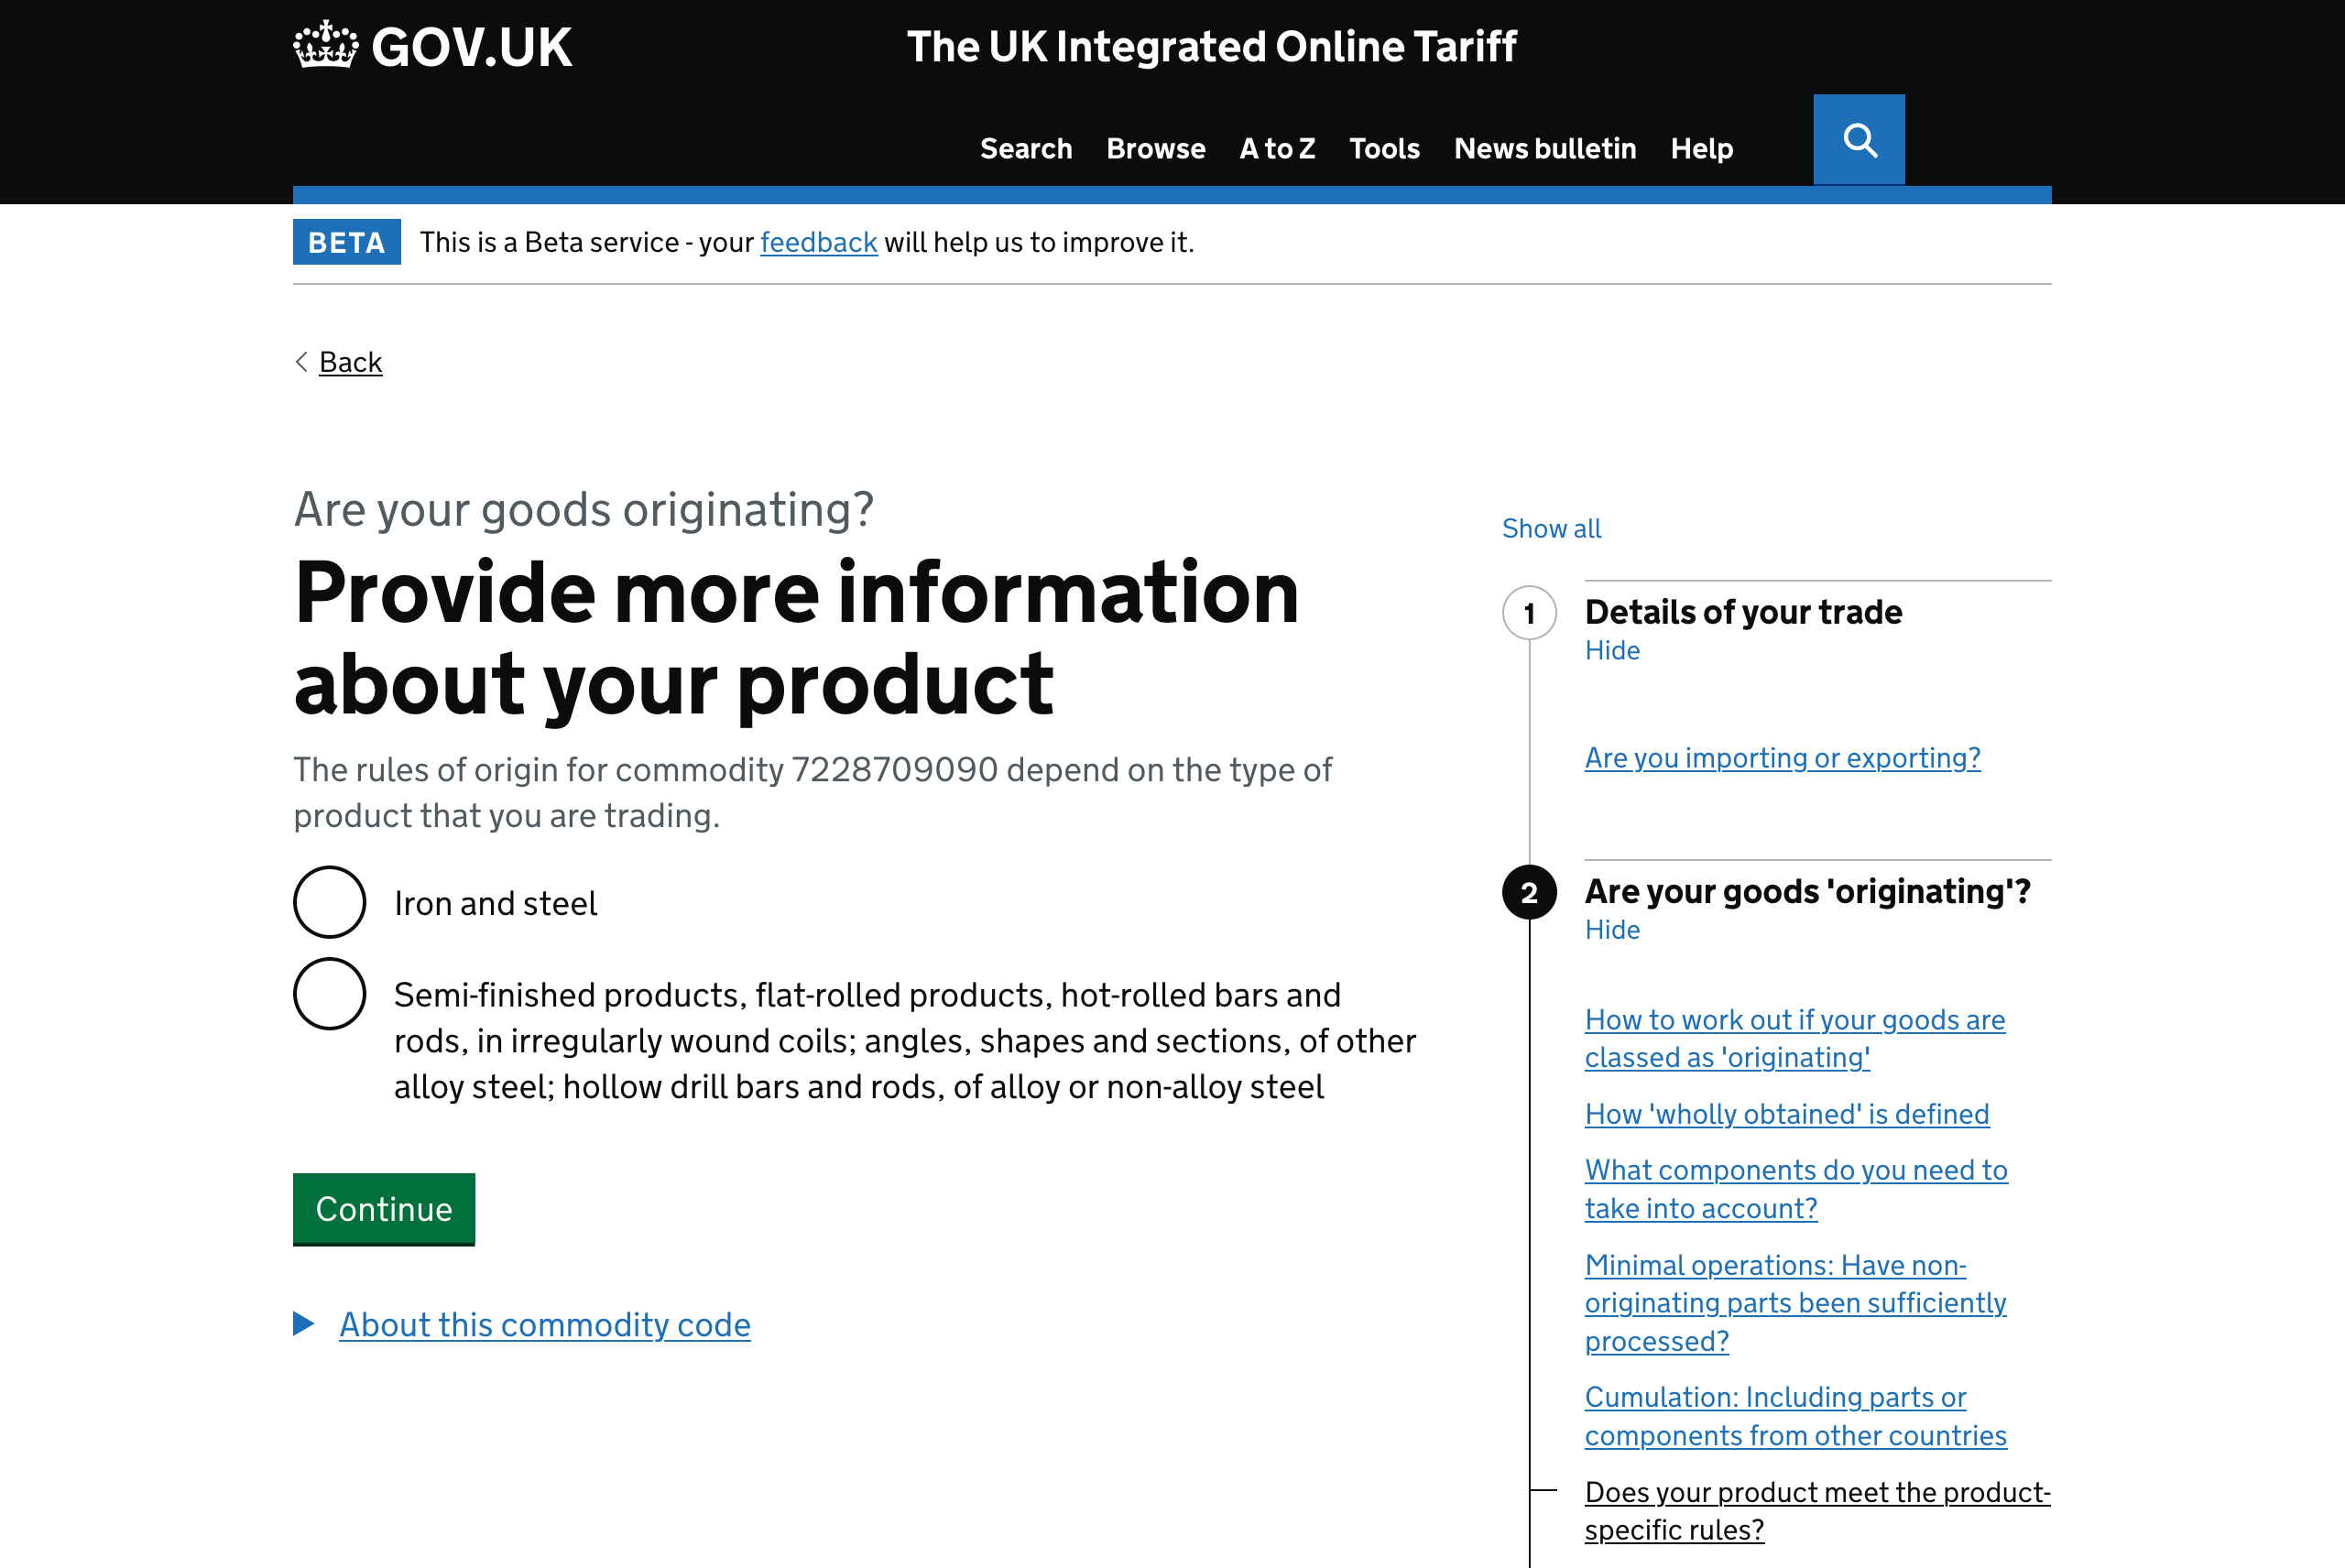 GOV.UK
The UK Integrated Online Tariff
Search Browse A to Z Tools News bulletin Help
BETA This is a Beta service - your feedback will help us to improve it.
Back
Are your goods originating?
Provide more information
about your product
The rules of origin for commodity 7228709090 depend on the type of
product that you are trading.
Iron and steel
Semi-finished products, flat-rolled products, hot-rolled bars and
rods, in irregularly wound coils; angles, shapes and sections, of other
alloy steel; hollow drill bars and rods, of alloy or non-alloy steel
Continue
About this commodity code
Show all
1 Details of your trade
Hide
Are you importing or exporting?
2 Are your goods 'originating'?
Hide
How to work out if your goods are
classed as 'originating'
How 'wholly obtained' is defined
What components do you need to
take into account?
Minimal operations: Have non-
originating parts been sufficiently
processed?
Cumulation: Including parts or
components from other countries
Does your product meet the product-
specific rules?